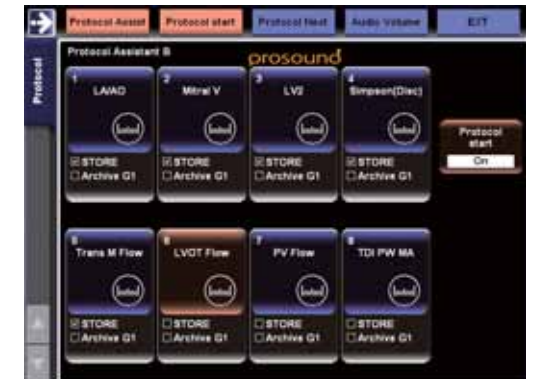 Protocol Assist Protocol start Protocol Next Audio Volume EXIT
Protocol
Protocol Assistant B
prosound
1 2 3 4
LA/AO Mitral V LV2 Simpson(Disc)
STORE STORE STORE STORE
Archive G1 Archive G1 Archive G1 Archive G1
Protocol
start
On
5 6 7 8
Trans M Flow LVOT Flow PV Flow TDI PW MA
STORE STORE STORE STORE
Archive G1 Archive G1 Archive G1 Archive G1